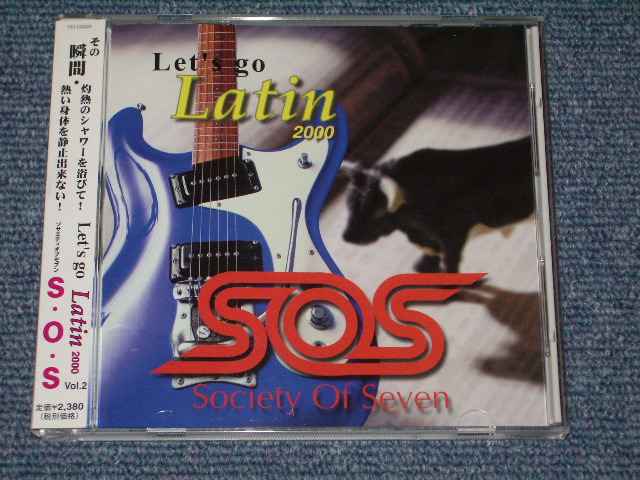 その
瞬間・
灼熱のシャワーを浴びて!
熱い身体を静止出来ない!
Let's go
Latin
2000
ソサエティオブセブン
S・O・S
Vol.2
定価¥2,380
(税別価格)
Let's go
Latin
2000
SOS
Society Of Seven